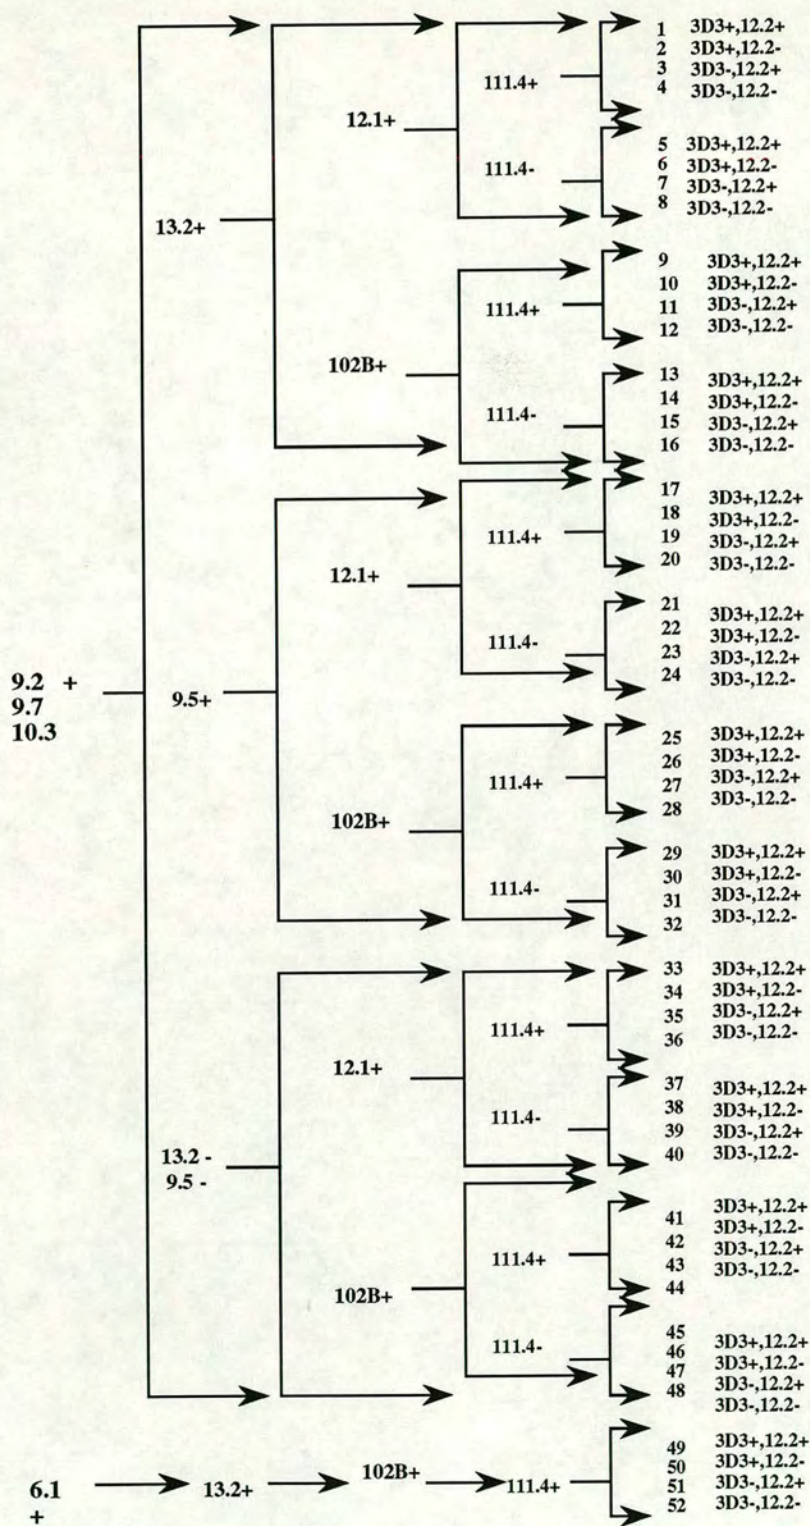 1 3D3+,12.2+
2 3D3+,12.2-
111.4+
3 3D3-,12.2+
4 3D3-,12.2-
12.1+
5 3D3+,12.2+
6 3D3+,12.2-
111.4-
7 3D3-,12.2+
8 3D3-,12.2-
13.2+
9 3D3+,12.2+
10 3D3+,12.2-
111.4+
11 3D3-,12.2+
12 3D3-,12.2-
102B+
13 3D3+,12.2+
14 3D3+,12.2-
111.4-
15 3D3-,12.2+
16 3D3-,12.2-
17 3D3+,12.2+
18 3D3+,12.2-
111.4+
19 3D3-,12.2+
20 3D3-,12.2-
12.1+
21 3D3+,12.2+
22 3D3+,12.2-
111.4-
23 3D3-,12.2+
24 3D3-,12.2-
9.2 +
9.7
10.3
9.5+
25 3D3+,12.2+
26 3D3+,12.2-
111.4+
27 3D3-,12.2+
28 3D3-,12.2-
102B+
29 3D3+,12.2+
30 3D3+,12.2-
111.4-
31 3D3-,12.2+
32 3D3-,12.2-
33 3D3+,12.2+
34 3D3+,12.2-
111.4+
35 3D3-,12.2+
36 3D3-,12.2-
12.1+
37 3D3+,12.2+
38 3D3+,12.2-
111.4-
39 3D3-,12.2+
40 3D3-,12.2-
13.2 -
9.5 -
41 3D3+,12.2+
42 3D3+,12.2-
111.4+
43 3D3-,12.2+
44 3D3-,12.2-
102B+
45 3D3+,12.2+
46 3D3+,12.2-
111.4-
47 3D3-,12.2+
48 3D3-,12.2-
49 3D3+,12.2+
50 3D3+,12.2-
51 3D3-,12.2+
52 3D3-,12.2-
6.1
+
13.2+
102B+
111.4+